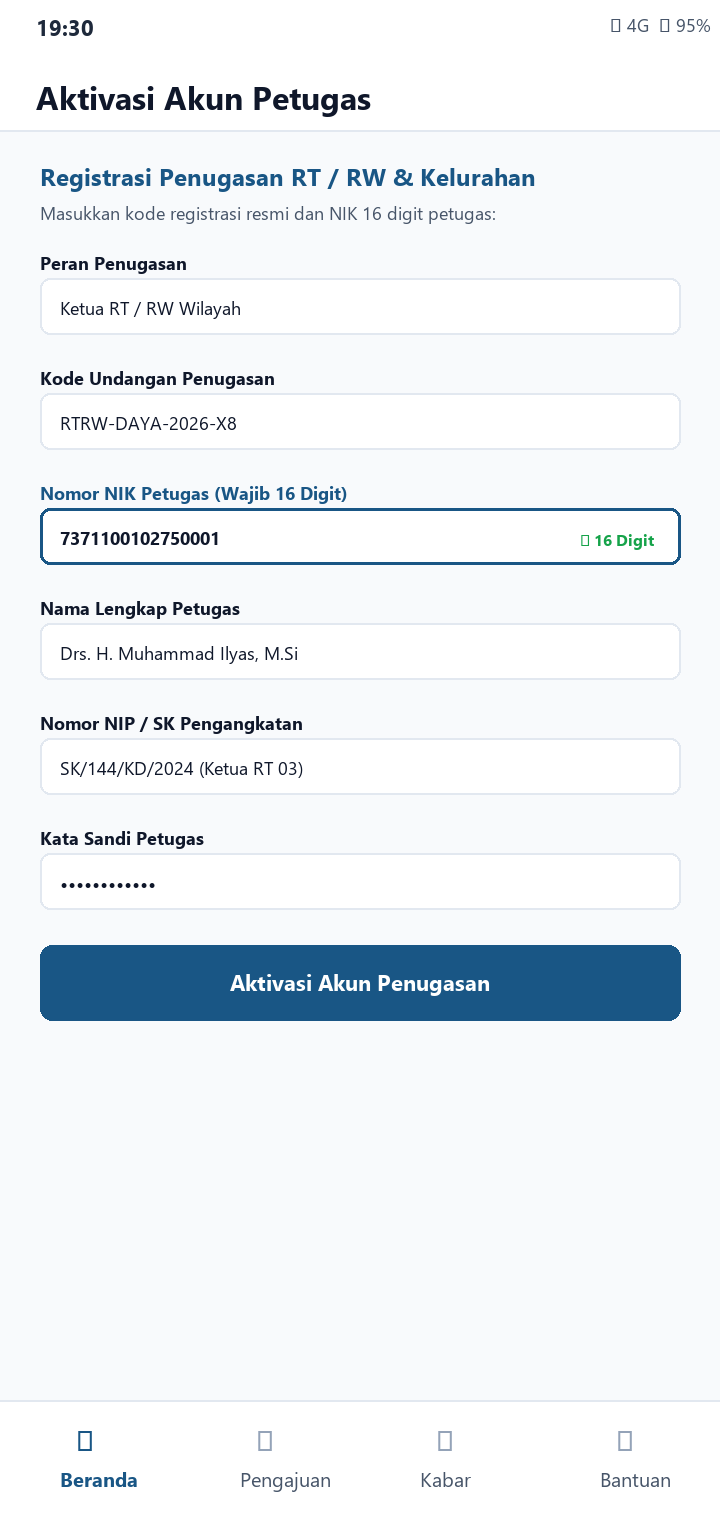 19:30
4G 95%
Aktivasi Akun Petugas
Registrasi Penugasan RT / RW & Kelurahan
Masukkan kode registrasi resmi dan NIK 16 digit petugas:
Peran Penugasan
Ketua RT / RW Wilayah
Kode Undangan Penugasan
RTRW-DAYA-2026-X8
Nomor NIK Petugas (Wajib 16 Digit)
7371100102750001
16 Digit
Nama Lengkap Petugas
Drs. H. Muhammad Ilyas, M.Si
Nomor NIP / SK Pengangkatan
SK/144/KD/2024 (Ketua RT 03)
Kata Sandi Petugas
••••••••••••
Aktivasi Akun Penugasan
Beranda
Pengajuan
Kabar
Bantuan